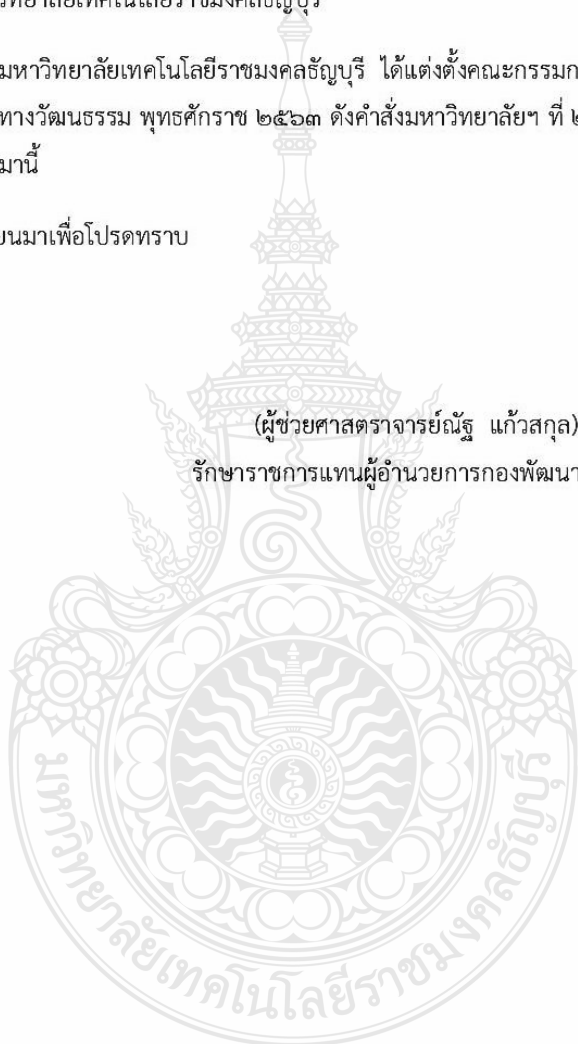 วิทยาลัยเทคโนโลยีราชมงคลธัญบุรี
มหาวิทยาลัยเทคโนโลยีราชมงคลธัญบุรี ได้แต่งตั้งคณะกรรมก
ทางวัฒนธรรม พุทธศักราช ๒๕๖๓ ดังคำสั่งมหาวิทยาลัยฯ ที่ ๒
มานี้
ยนมาเพื่อโปรดทราบ
(ผู้ช่วยศาสตราจารย์ณัฐ แก้วสกุล)
รักษาราชการแทนผู้อำนวยการกองพัฒนา
มหาวิทยาลัยเทคโนโลยีราชมงคลธัญบุรี